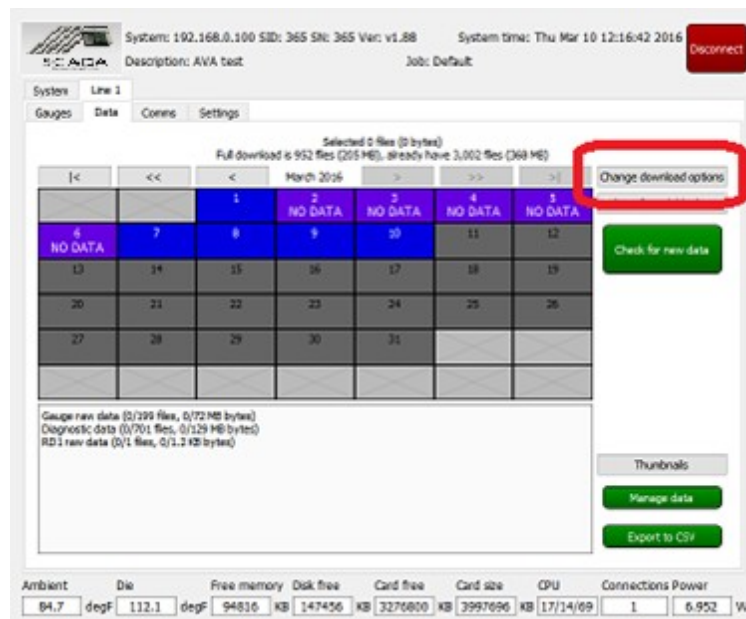 System: 192.168.0.100 SID: 365 SN: 365 Ver: v1.88 System time: Thu Mar 10 12:16:42 2016
Disconnect
SCADA Description: AVA test Job: Default
System Line 1
Gauges Data Comms Settings
Selected 0 files (0 bytes)
Full download is 952 files (205 MB), already have 3,002 files (368 MB)
|< << < March 2016 > >> >| Change download options
1 2 3 4 5
NO DATA NO DATA NO DATA NO DATA
6 7 8 9 10 11 12
NO DATA
Check for new data
13 14 15 16 17 18 19
20 21 22 23 24 25 26
27 28 29 30 31
Gauge raw data (0/199 files, 0/72 MB bytes)
Diagnostic data (0/701 files, 0/129 MB bytes)
RD1 raw data (0/1 files, 0/1.2 KB bytes)
Thumbnails
Manage data
Export to CSV
Ambient Die Free memory Disk free Card free Card size CPU Connections Power
84.7 degF 112.1 degF 94816 KB 147456 KB 3276800 KB 3997696 KB 17/14/69 1 6.952 W